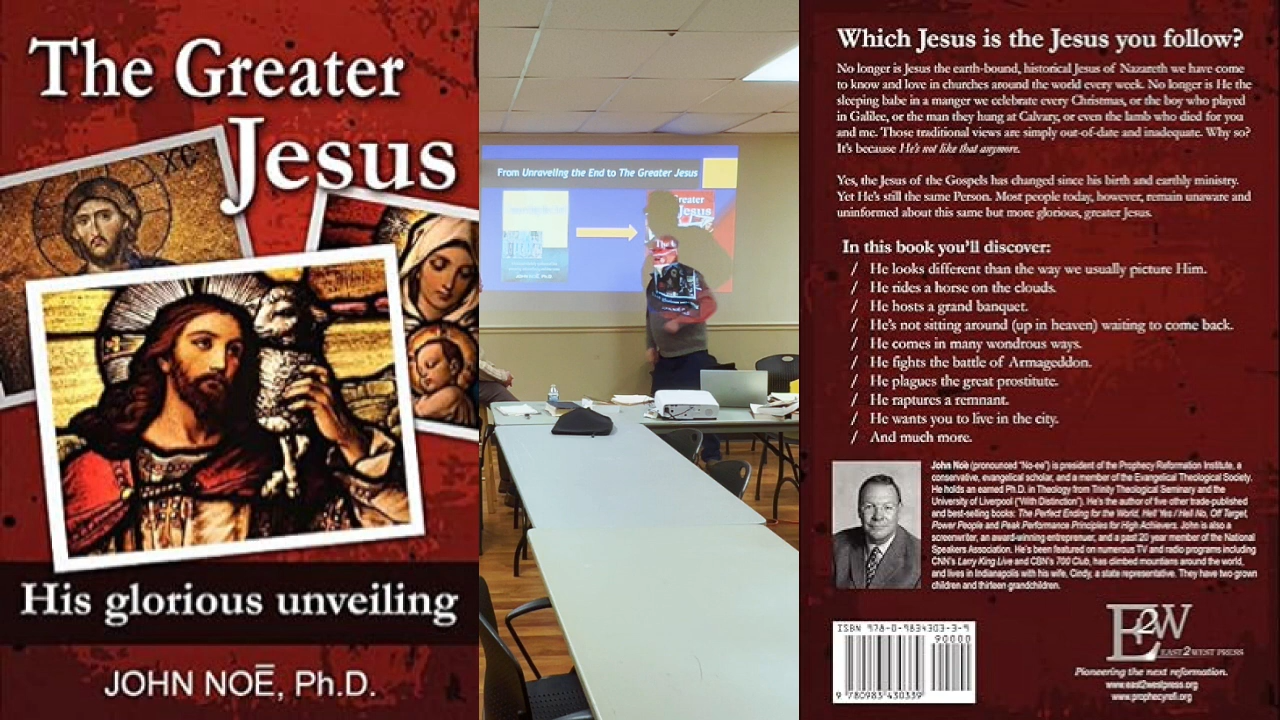 The Greater
Jesus
XC
His glorious unveiling
JOHN NOĒ, Ph.D.
From Unraveling the End to The Greater Jesus
Greater
Jesus
Which Jesus is the Jesus you follow?
No longer is Jesus the earth-bound, historical Jesus of Nazareth we have come
to know and love in churches around the world every week. No longer is He the
sleeping babe in a manger we celebrate every Christmas, or the boy who played
in Galilee, or the man they hung at Calvary, or even the lamb who died for you
and me. Those traditional views are simply out-of-date and inadequate. Why so?
It's because He's not like that anymore.
Yes, the Jesus of the Gospels has changed since his birth and earthly ministry.
Yet He's still the same Person. Most people today, however, remain unaware and
uninformed about this same but more glorious, greater Jesus.
In this book you'll discover:
/ He looks different than the way we usually picture Him.
/ He rides a horse on the clouds.
/ He hosts a grand banquet.
/ He's not sitting around (up in heaven) waiting to come back.
/ He comes in many wondrous ways.
/ He fights the battle of Armageddon.
/ He plagues the great prostitute.
/ He raptures a remnant.
/ He wants you to live in the city.
/ And much more.
John Noē (pronounced "No-ee") is president of the Prophecy Reformation Institute, a
conservative, evangelical scholar, and a member of the Evangelical Theological Society.
He holds an earned Ph.D. in Theology from Trinity Theological Seminary and the
University of Liverpool ("With Distinction"). He's the author of five other trade-published
and best-selling books: The Perfect Ending for the World, Hell Yes / Hell No, Off Target,
Power People and Peak Performance Principles for High Achievers. John is also a
screenwriter, an award-winning entreprenuer, and a past 20 year member of the National
Speakers Association. He's been featured on numerous TV and radio programs including
CNN's Larry King Live and CBN's 700 Club, has climbed mountians around the world,
and lives in Indianapolis with his wife, Cindy, a state representative. They have two grown
children and thirteen grandchildren.
ISBN 978-0-9834303-3-9
90000
9 780983 430339
E2W
EAST2WEST PRESS
Pioneering the next reformation.
www.east2westpress.org
www.prophecyrefi.org